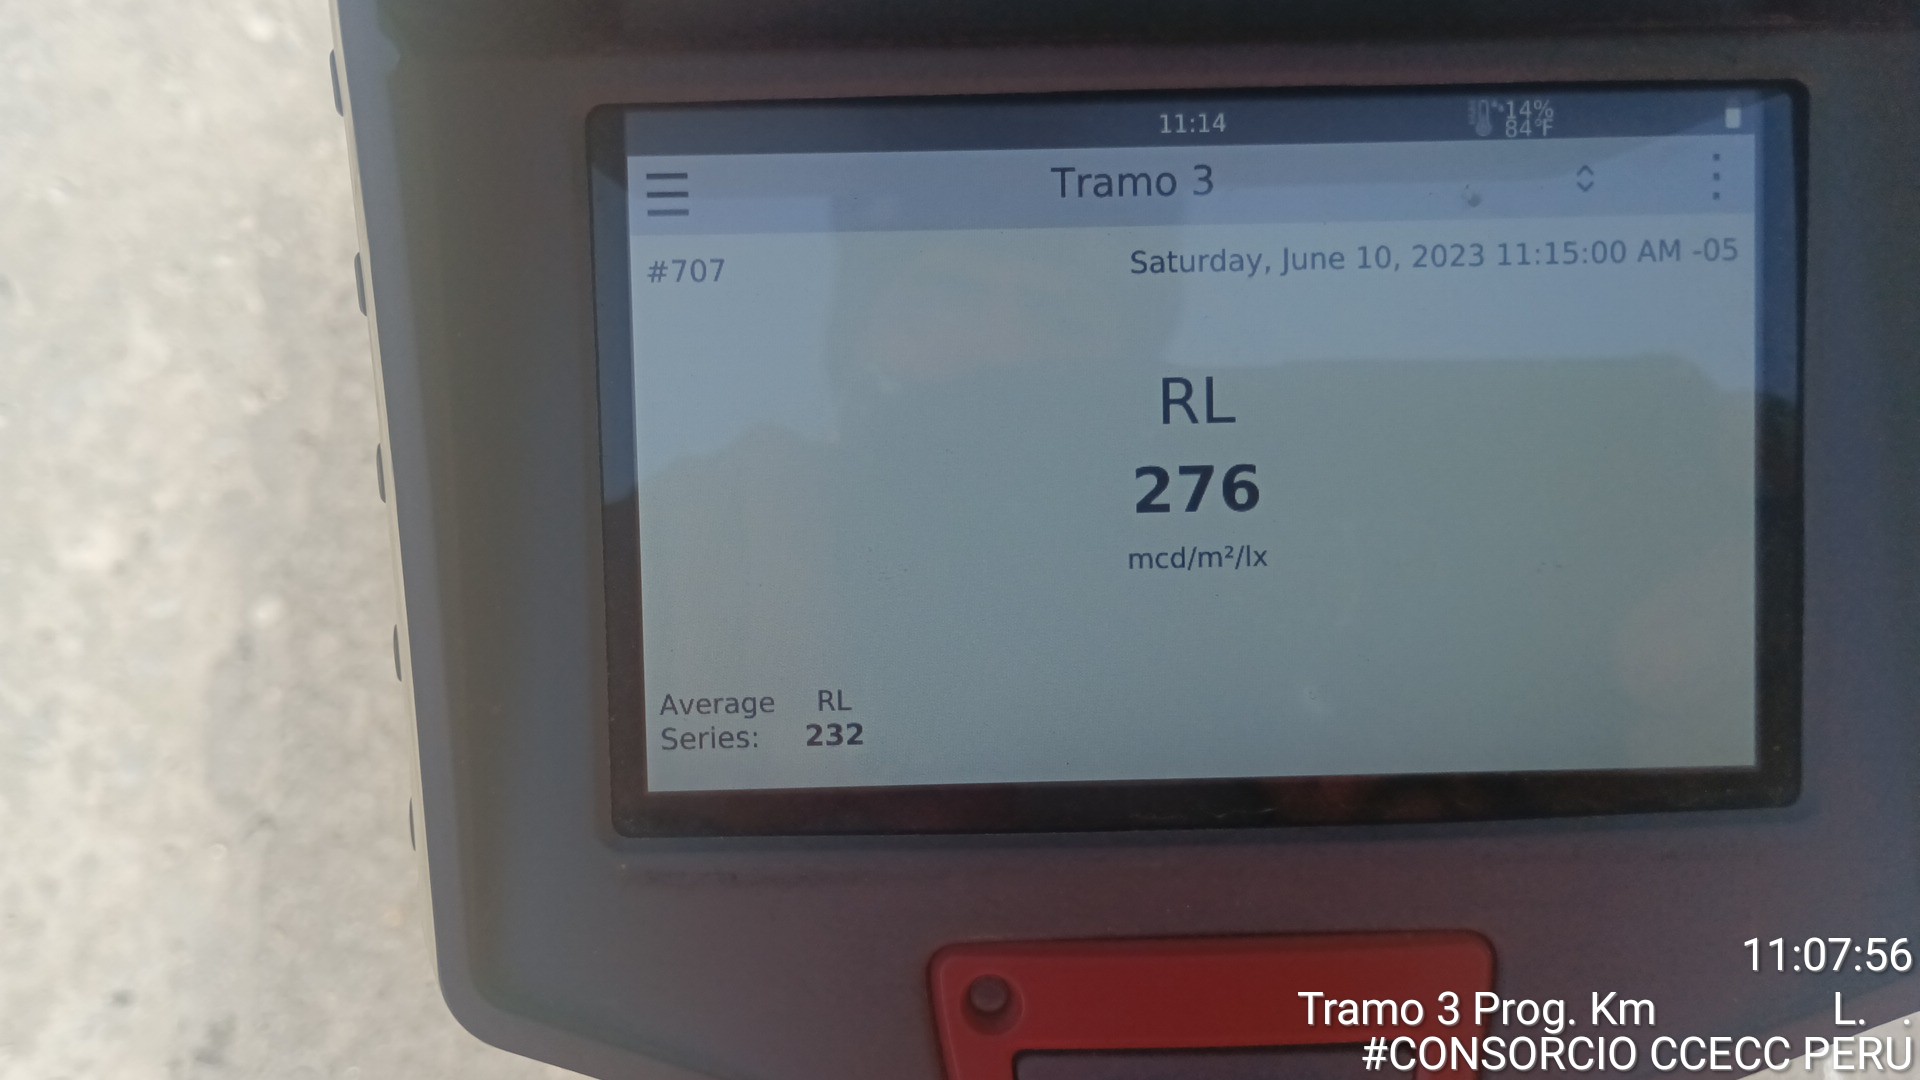 11:14
14%
84°F
Tramo 3
#707
Saturday, June 10, 2023 11:15:00 AM -05
RL
276
mcd/m²/lx
Average RL
Series: 232
11:07:56
Tramo 3 Prog. Km L. .
#CONSORCIO CCECC PERU